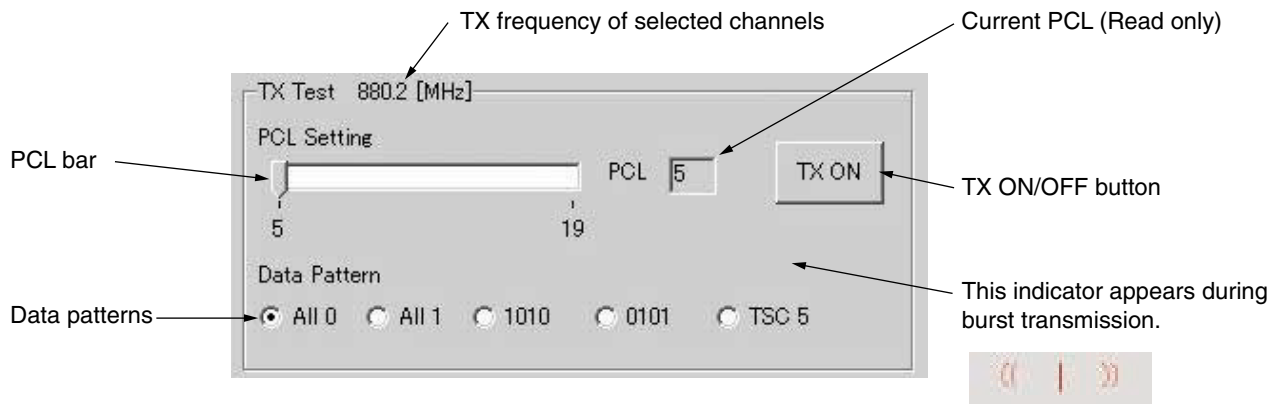 TX frequency of selected channels
Current PCL (Read only)
TX Test 880.2 [MHz]
PCL Setting
PCL bar
PCL 5
TX ON
TX ON/OFF button
5 19
Data Pattern
Data patterns
All 0 All 1 1010 0101 TSC 5
This indicator appears during
burst transmission.